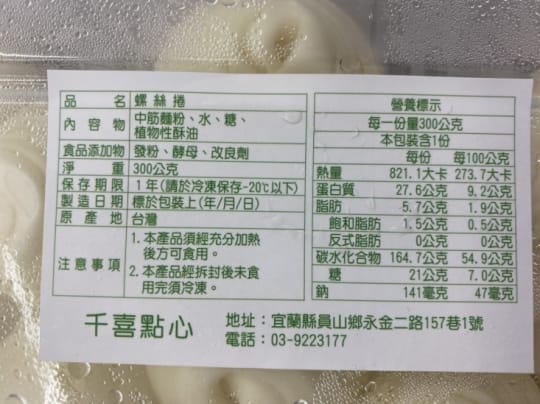 品名 螺絲捲
內容物 中筋麵粉、水、糖、
植物性酥油
食品添加物 發粉、酵母、改良劑
淨重 300公克
保存期限 1年(請於冷凍保存-20℃以下)
製造日期 標於包裝上(年/月/日)
原產地 台灣
注意事項 1.本產品須經充分加熱
後方可食用。
2.本產品經拆封後未食
用完須冷凍。
營養標示
每一份量300公克
本包裝含1份
每份 每100公克
熱量 821.1大卡 273.7大卡
蛋白質 27.6公克 9.2公克
脂肪 5.7公克 1.9公克
飽和脂肪 1.5公克 0.5公克
反式脂肪 0公克 0公克
碳水化合物 164.7公克 54.9公克
糖 21公克 7.0公克
鈉 141毫克 47毫克
千喜點心 地址:宜蘭縣員山鄉永金二路157巷1號
電話:03-9223177